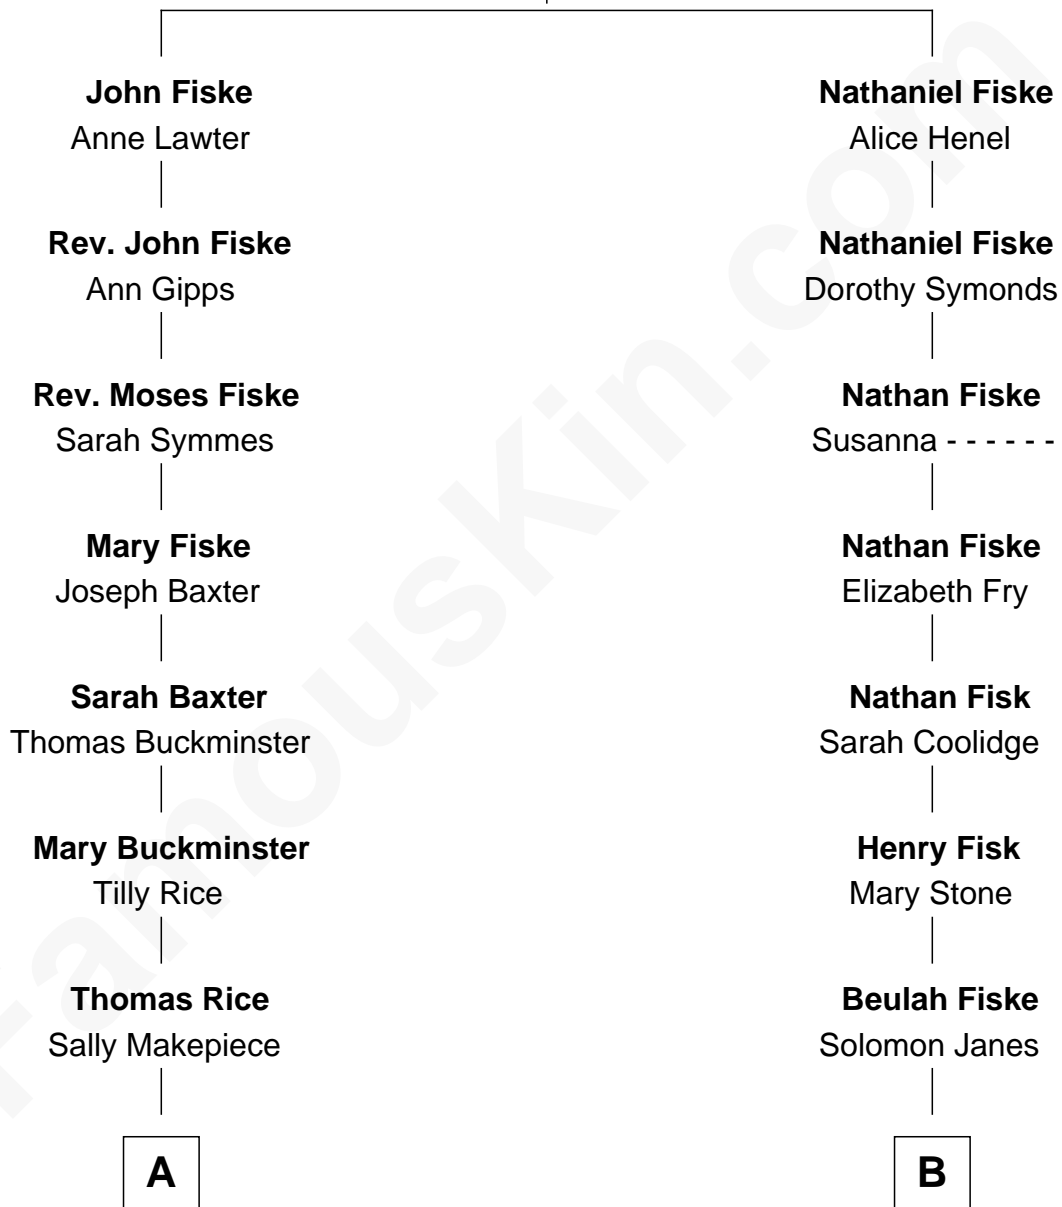 John Fiske
Anne Lawter
Rev. John Fiske
Ann Gipps
Rev. Moses Fiske
Sarah Symmes
Mary Fiske
Joseph Baxter
Sarah Baxter
Thomas Buckminster
Mary Buckminster
Tilly Rice
Thomas Rice
Sally Makepiece
A
Nathaniel Fiske
Alice Henel
Nathaniel Fiske
Dorothy Symonds
Nathan Fiske
Susanna - - - - - -
Nathan Fiske
Elizabeth Fry
Nathan Fisk
Sarah Coolidge
Henry Fisk
Mary Stone
Beulah Fiske
Solomon Janes
B
FamousKin.com